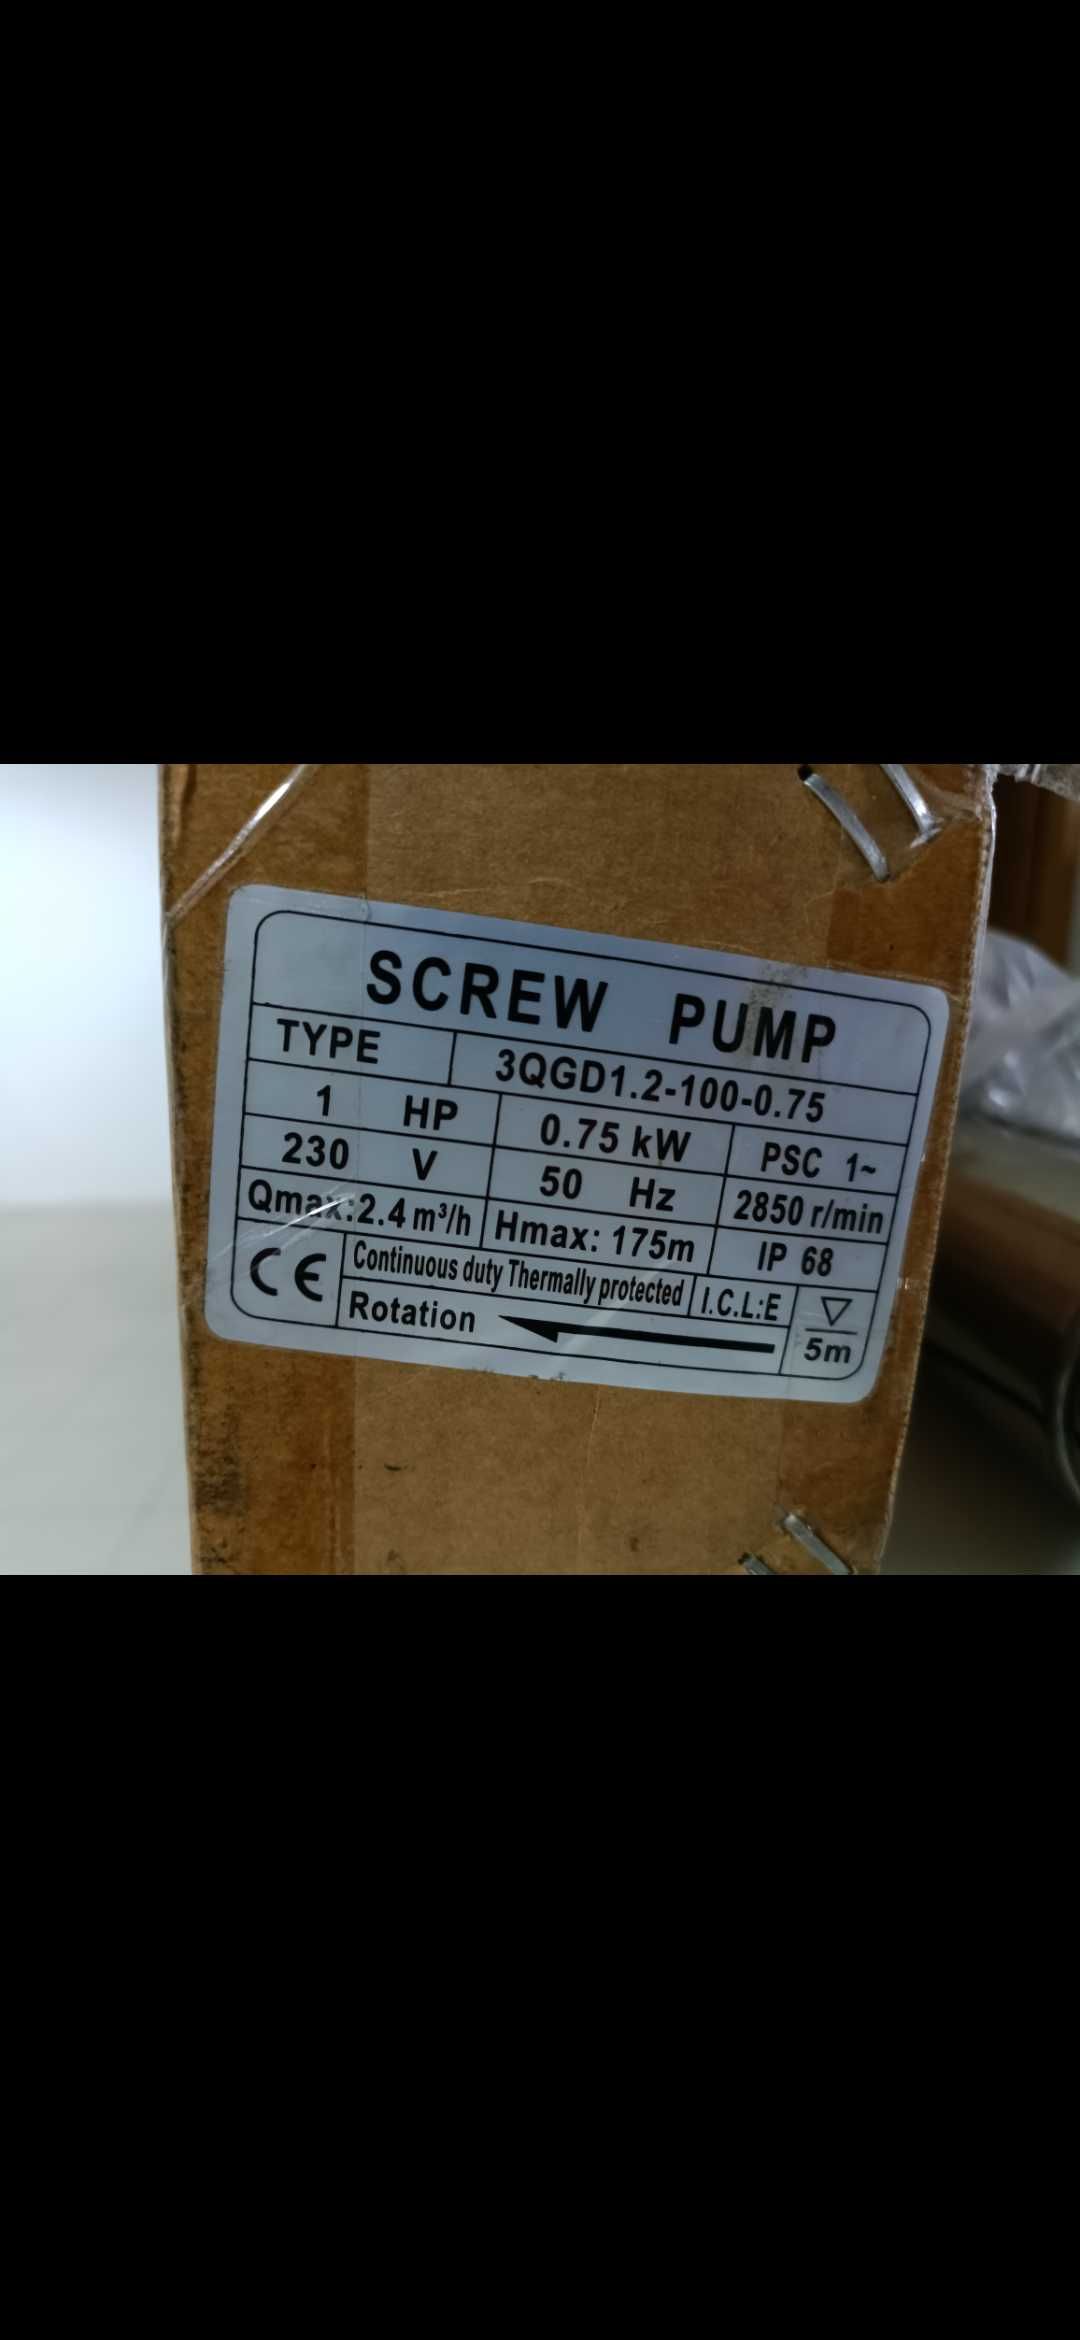 SCREW PUMP
TYPE 3QGD1.2-100-0.75
1 HP 0.75 kW PSC 1~
230 V 50 Hz 2850 r/min
Qmax:2.4 m³/h Hmax: 175m IP 68
CE Continuous duty Thermally protected I.C.L:E
Rotation 5m